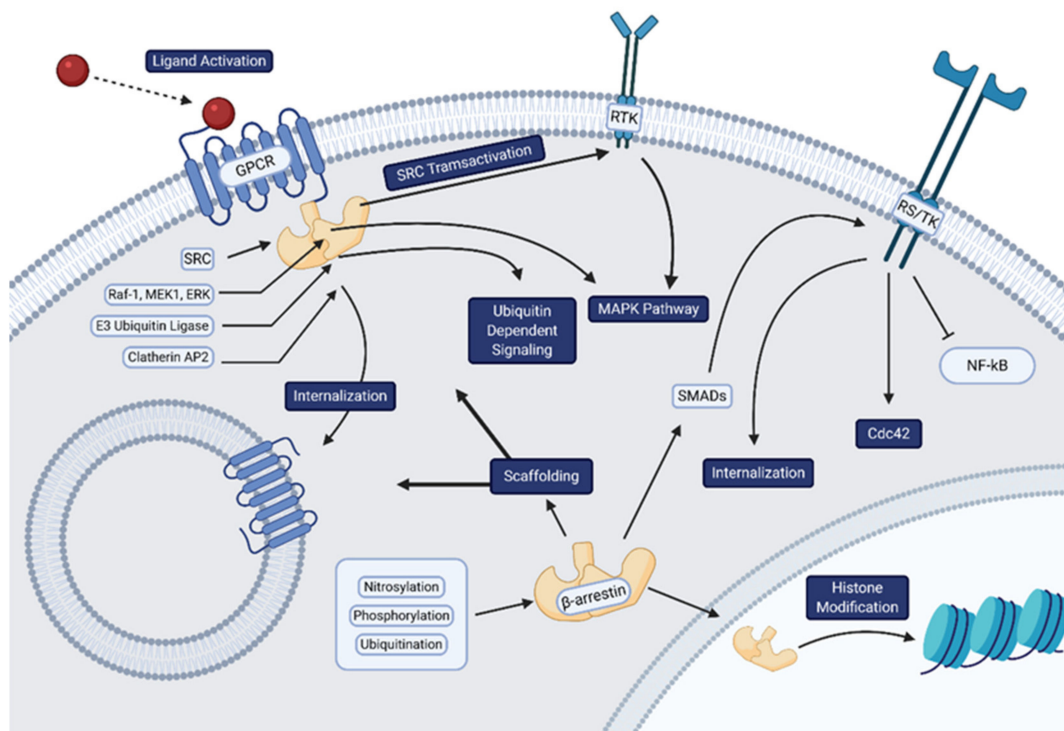 Ligand Activation
RTK
GPCR
SRC Tramsactivation
RS/TK
SRC
Raf-1, MEK1, ERK
E3 Ubiquitin Ligase
Clatherin AP2
Ubiquitin
Dependent
Signaling
MAPK Pathway
NF-kB
Internalization
SMADs
Cdc42
Scaffolding
Internalization
Nitrosylation
Phosphorylation
Ubiquitination
β-arrestin
Histone
Modification